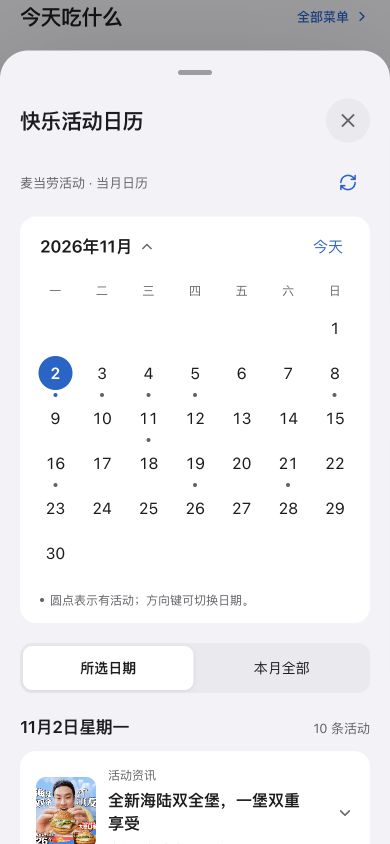 今天吃什么
全部菜单
快乐活动日历
麦当劳活动 · 当月日历
2026年11月
今天
一 二 三 四 五 六 日
1
2 3 4 5 6 7 8
9 10 11 12 13 14 15
16 17 18 19 20 21 22
23 24 25 26 27 28 29
30
圆点表示有活动；方向键可切换日期。
所选日期
本月全部
11月2日星期一
10 条活动
活动资讯
全新海陆双全堡，一堡双重
享受